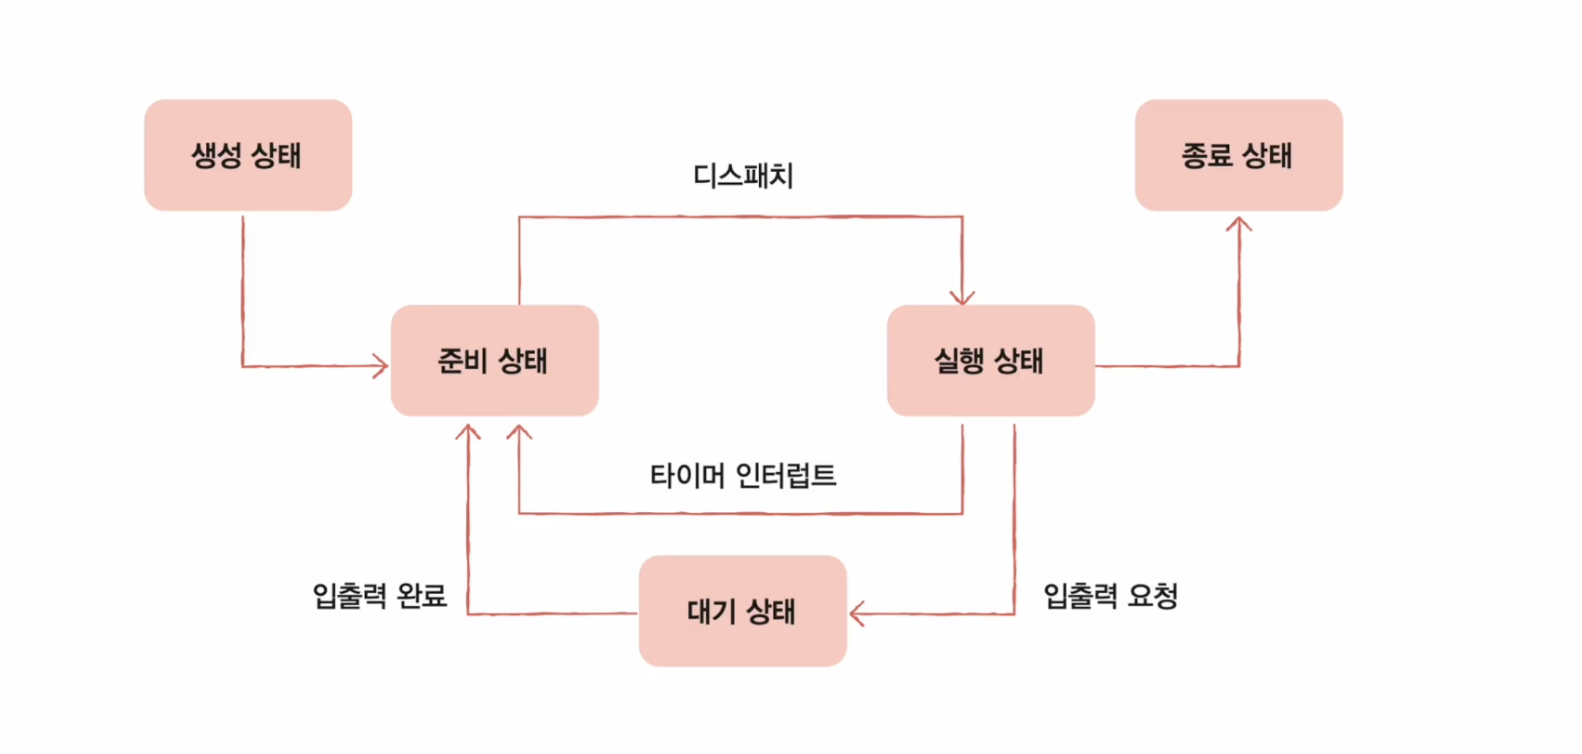 생성 상태
종료 상태
디스패치
준비 상태
실행 상태
타이머 인터럽트
입출력 완료
대기 상태
입출력 요청